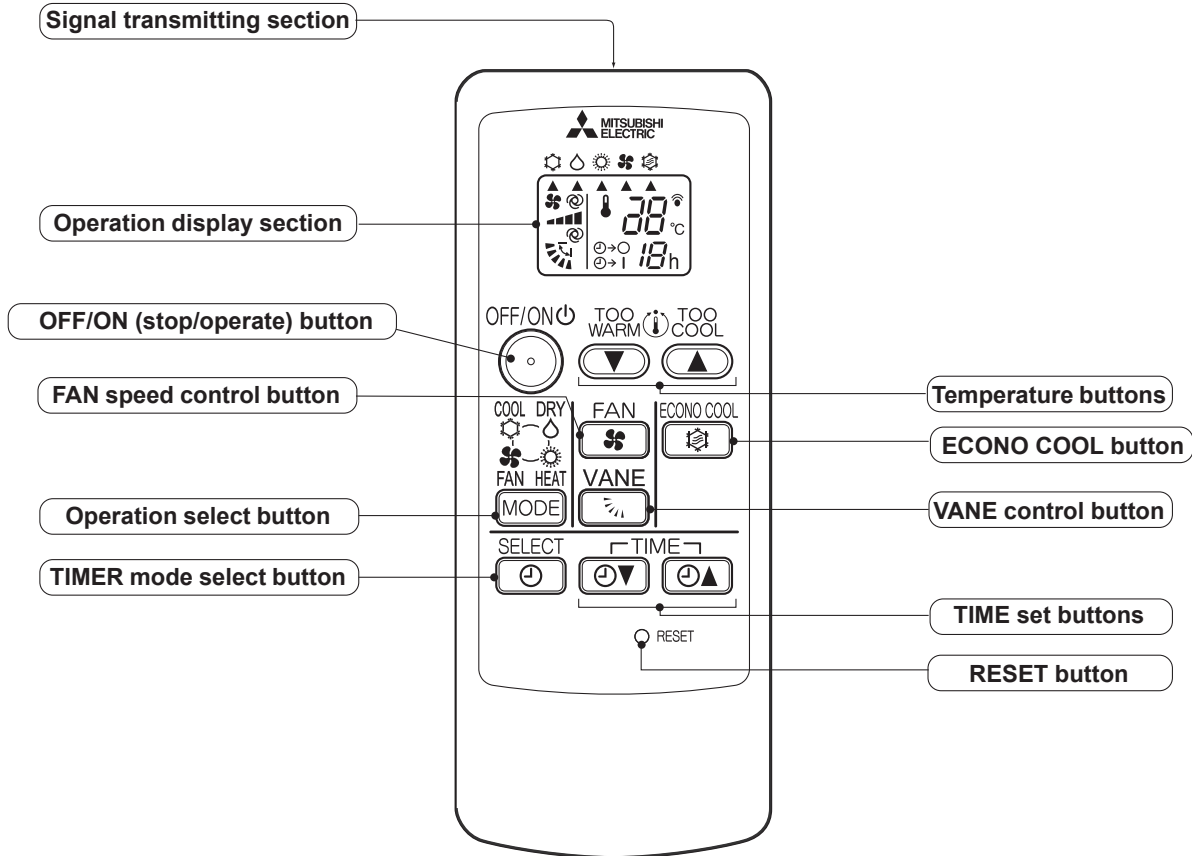 Signal transmitting section
MITSUBISHI
ELECTRIC
Operation display section
88 °C
18h
OFF/ON (stop/operate) button
OFF/ON
TOO WARM
TOO COOL
FAN speed control button
Temperature buttons
COOL DRY
FAN
ECONO COOL
ECONO COOL button
FAN HEAT
VANE
Operation select button
MODE
VANE control button
SELECT
TIME
TIMER mode select button
TIME set buttons
RESET
RESET button